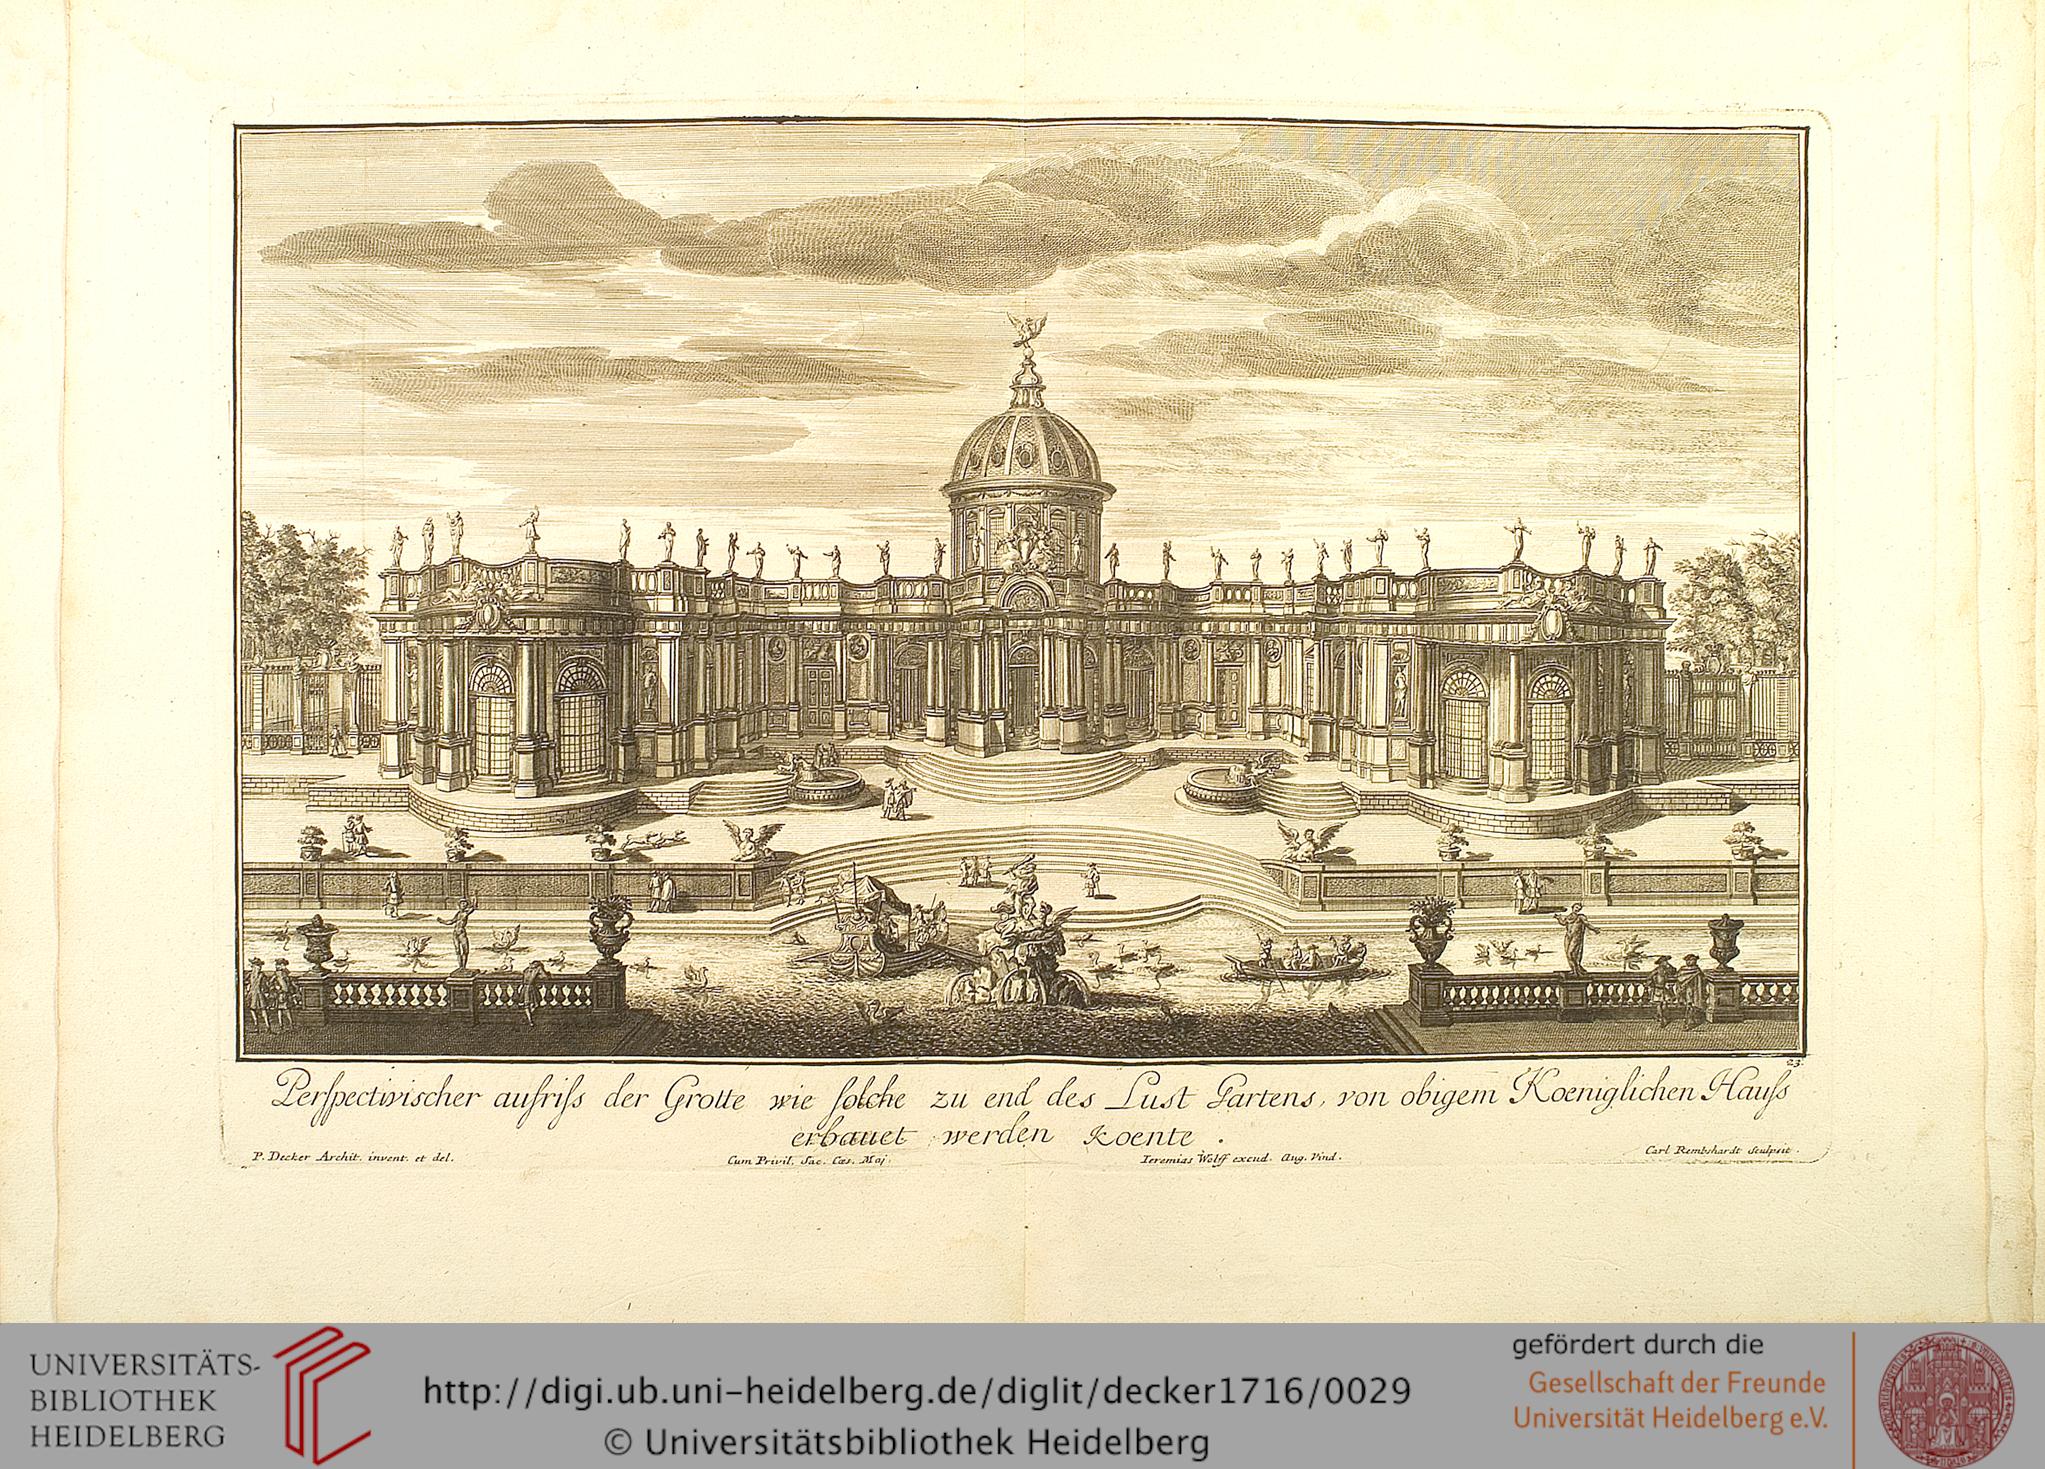 23.
Perspectivischer aufriss der Grotte wie solche zu end des Lust Gartens, von obigem Koeniglichen Hauss
erbauet werden koente.
P. Decker Archit. invent. et del.
Cum Privil. Sac. Cæs. Maj.
Ieremias Wolff excud. Aug. Vind.
Carl Rembshardt Sculpsit.
UNIVERSITÄTS-
BIBLIOTHEK
HEIDELBERG
http://digi.ub.uni-heidelberg.de/diglit/decker1716/0029
© Universitätsbibliothek Heidelberg
gefördert durch die
Gesellschaft der Freunde
Universität Heidelberg e.V.